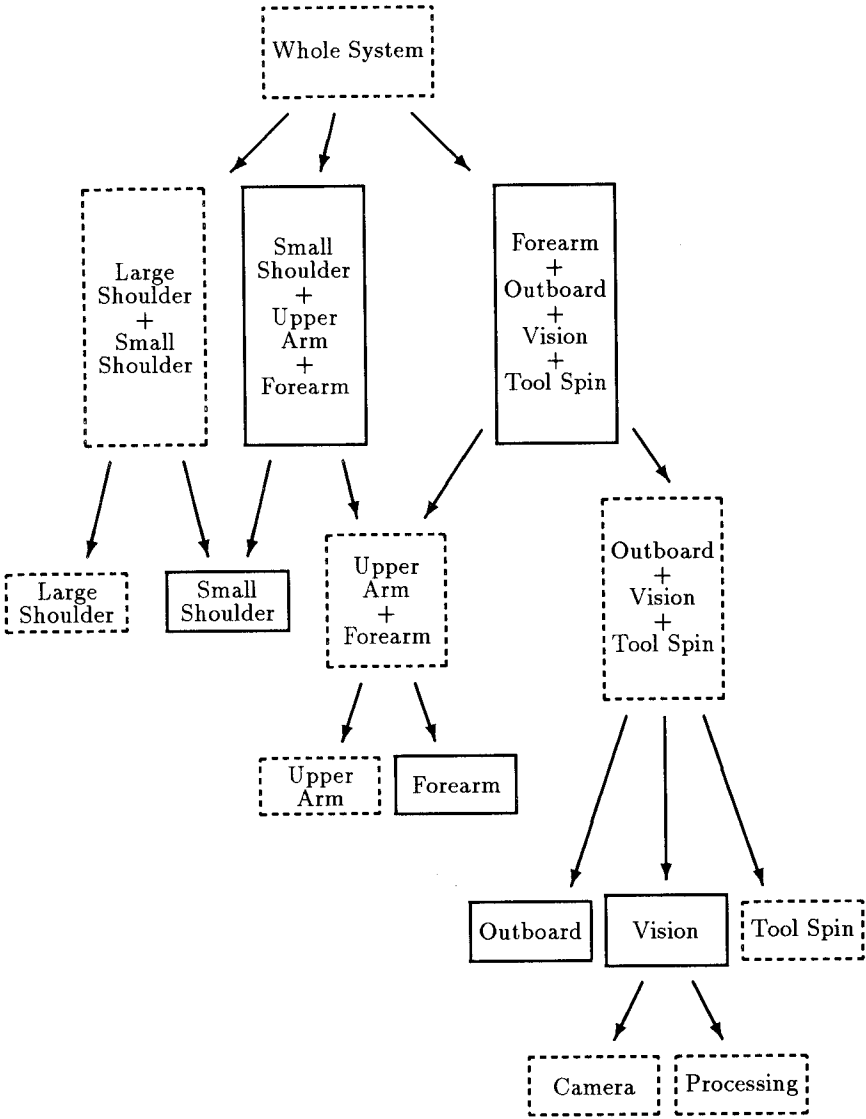 Whole System
Large
Shoulder
+
Small
Shoulder
Small
Shoulder
+
Upper
Arm
+
Forearm
Forearm
+
Outboard
+
Vision
+
Tool Spin
Large
Shoulder
Small
Shoulder
Upper
Arm
+
Forearm
Outboard
+
Vision
+
Tool Spin
Upper
Arm
Forearm
Outboard
Vision
Tool Spin
Camera
Processing